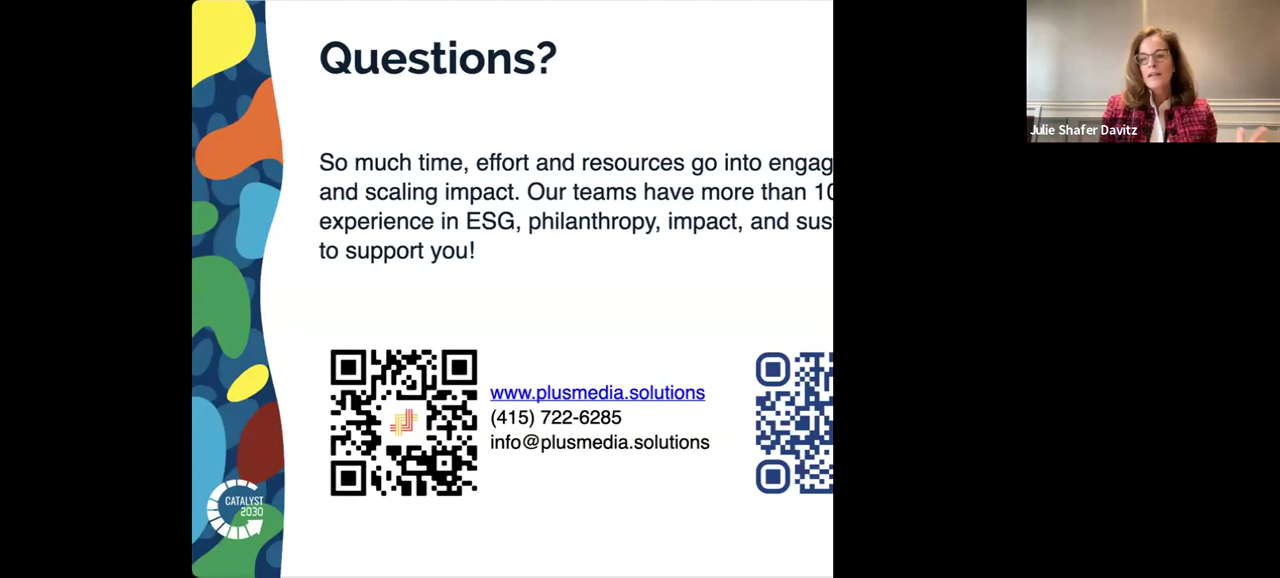 Questions?
So much time, effort and resources go into engag
and scaling impact. Our teams have more than 10
experience in ESG, philanthropy, impact, and sus
to support you!
www.plusmedia.solutions
(415) 722-6285
info@plusmedia.solutions
CATALYST
2030
Julie Shafer Davitz